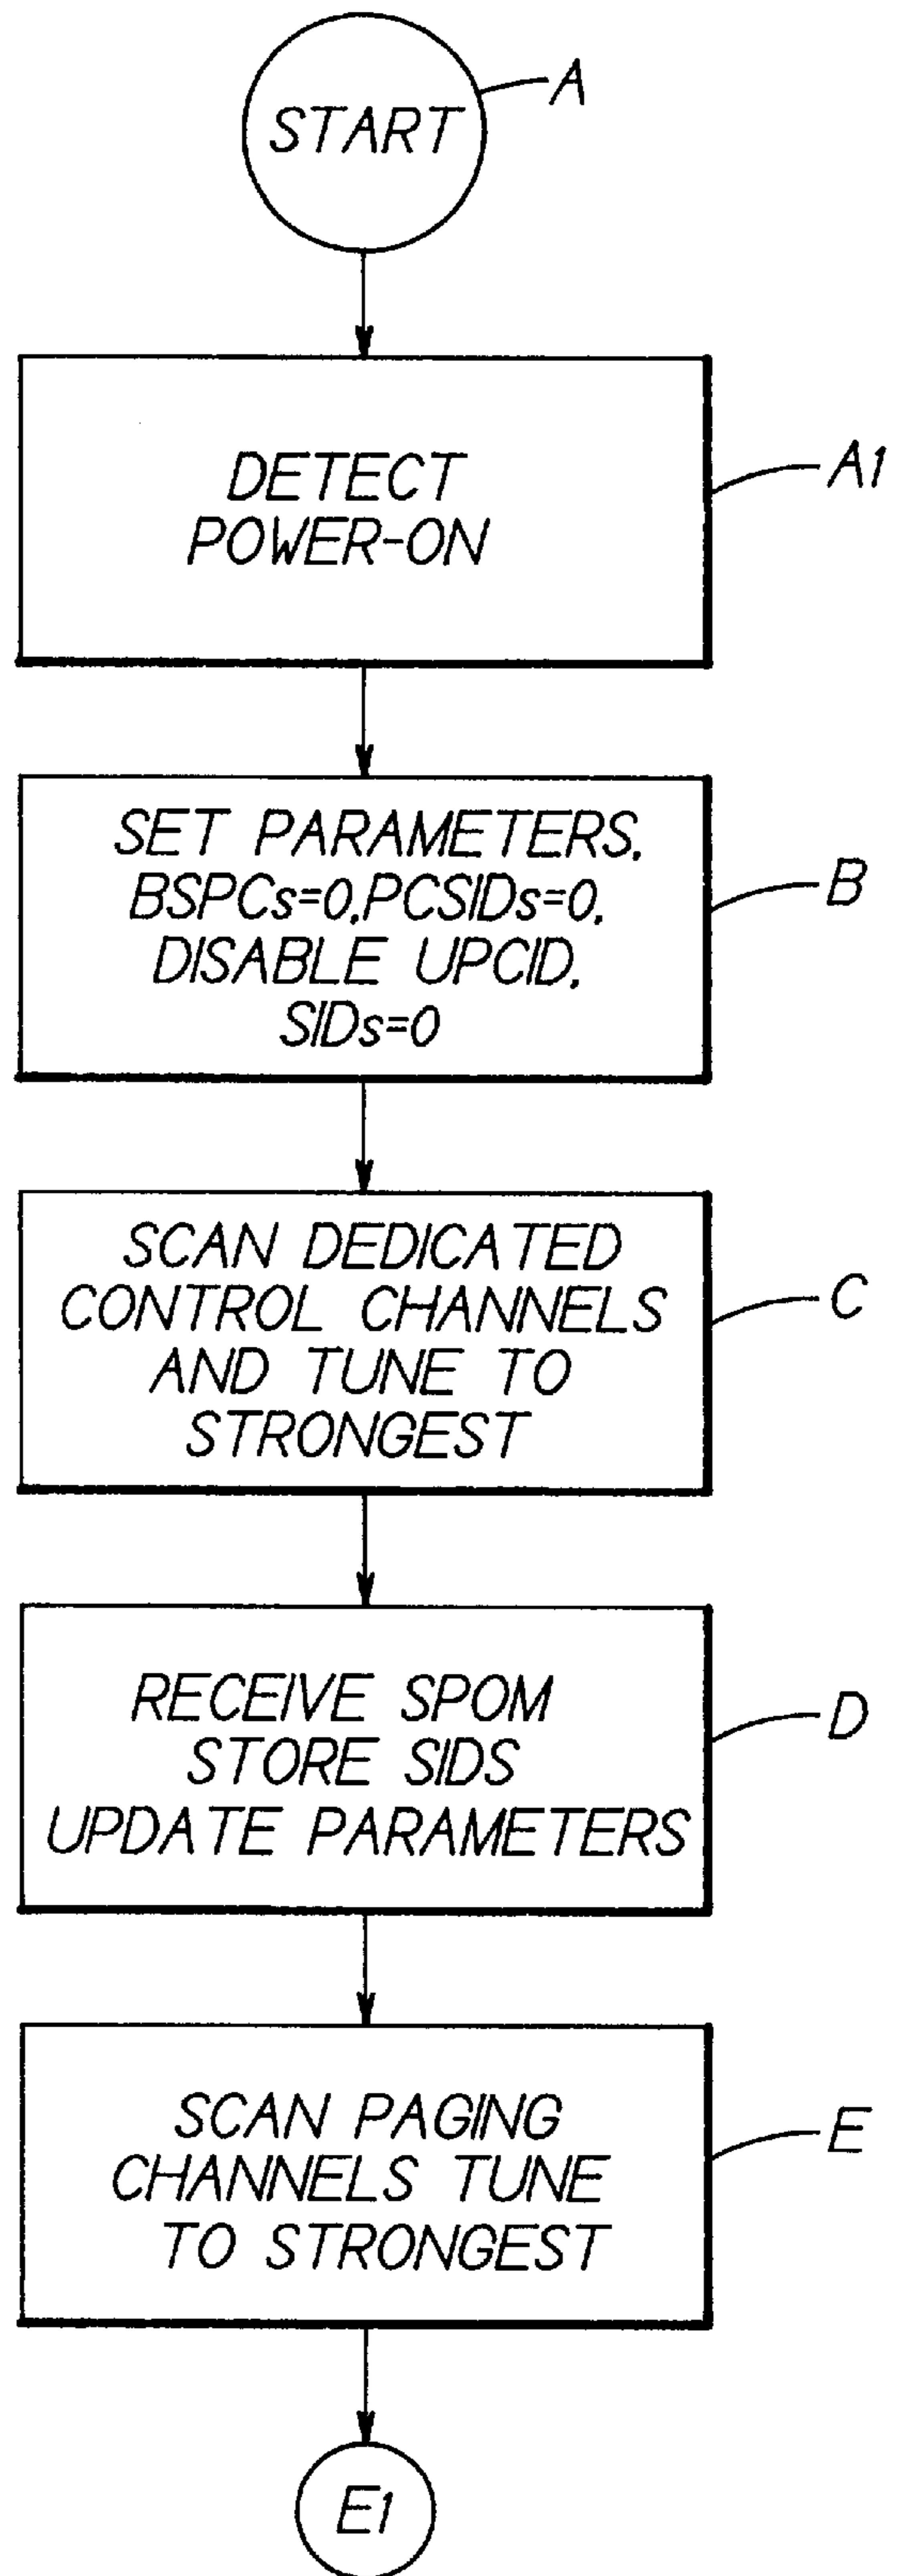 START
A
DETECT
POWER-ON
A1
SET PARAMETERS,
BSPCs=0,PCSIDs=0,
DISABLE UPCID,
SIDs=0
B
SCAN DEDICATED
CONTROL CHANNELS
AND TUNE TO
STRONGEST
C
RECEIVE SPOM
STORE SIDS
UPDATE PARAMETERS
D
SCAN PAGING
CHANNELS TUNE
TO STRONGEST
E
E1